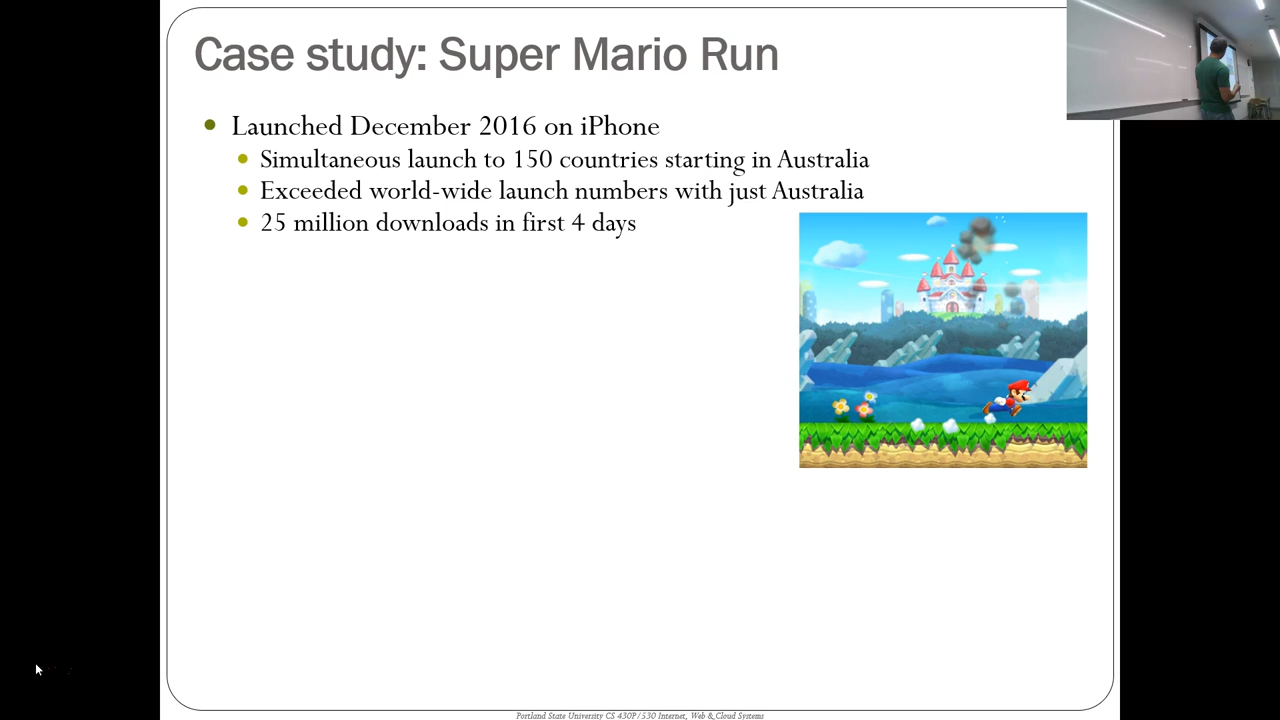 Case study: Super Mario Run
Launched December 2016 on iPhone
Simultaneous launch to 150 countries starting in Australia
Exceeded world-wide launch numbers with just Australia
25 million downloads in first 4 days
Portland State University CS 430P/530 Internet, Web & Cloud Systems